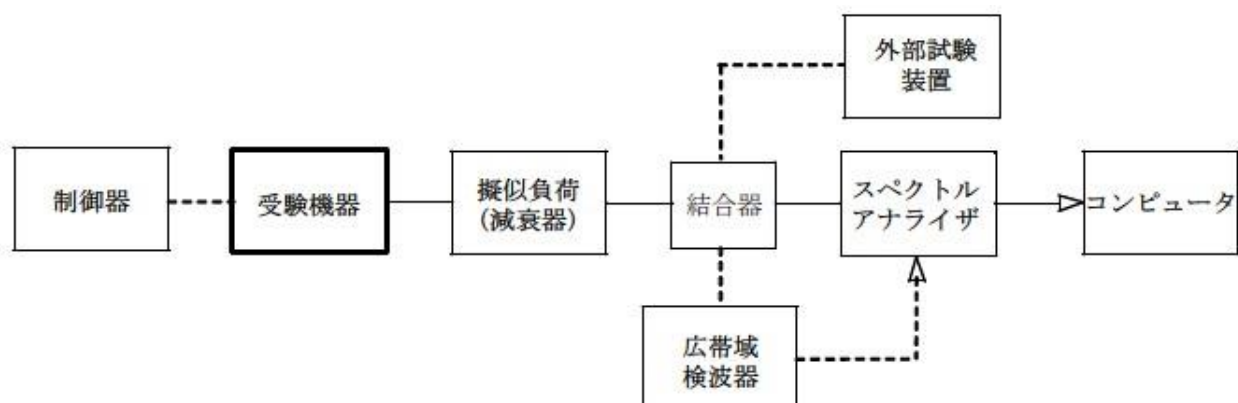 外部試験
装置
制御器
受験機器
擬似負荷
(減衰器)
結合器
スペクトル
アナライザ
コンピュータ
広帯域
検波器